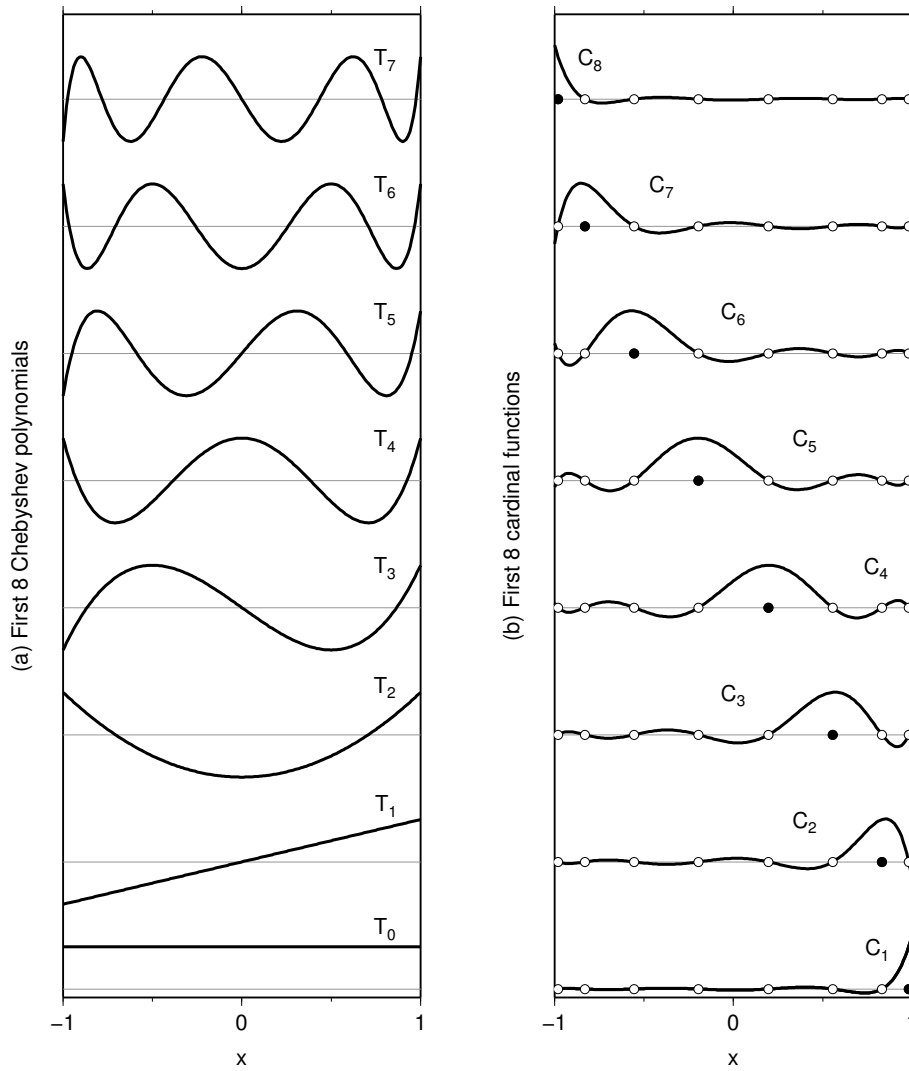 (a) First 8 Chebyshev polynomials
T7
T6
T5
T4
T3
T2
T1
T0
−1 0 1
x
(b) First 8 cardinal functions
C8
C7
C6
C5
C4
C3
C2
C1
−1 0
x